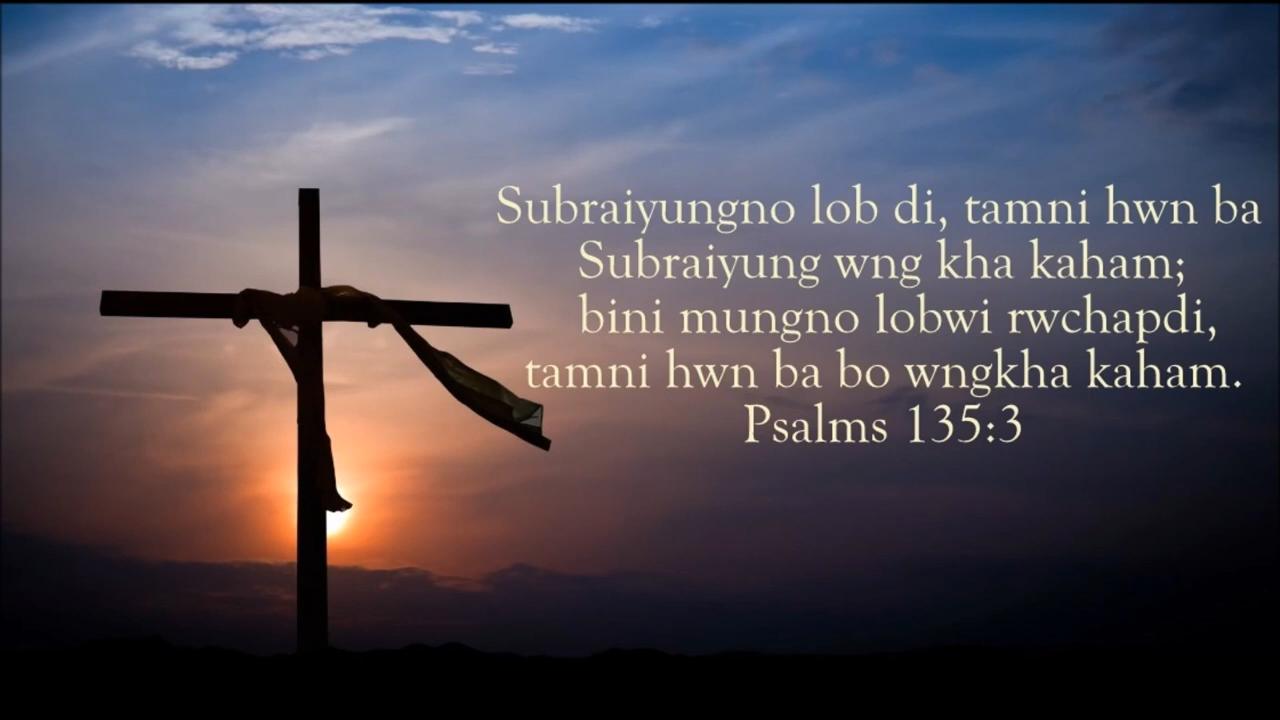 Subraiyungno lob di, tamni hwn ba
Subraiyung wng kha kaham;
bini mungno lobwi rwchapdi,
tamni hwn ba bo wngkha kaham.
Psalms 135:3